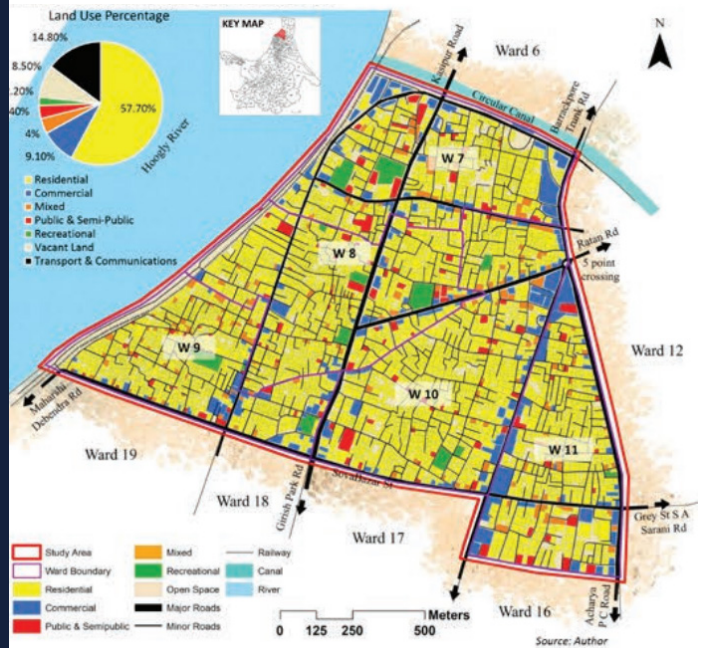 Land Use Percentage
14.80%
8.50%
.20%
40%
4%
9.10%
57.70%
Hoogly River
Residential
Commercial
Mixed
Public & Semi-Public
Recreational
Vacant Land
Transport & Communications
KEY MAP
N
Ward 6
Kasipur Road
Circular Canal
Barrackpore
Trunk Rd
W 7
Ratan Rd
5 point
crossing
W 8
Ward 12
W 9
W 10
W 11
Maharshi
Debendra Rd
Ward 19
Ward 18
Girish Park Rd
Sovabazar St
Ward 17
Grey St S A
Sarani Rd
Ward 16
Acharya
P C Road
Study Area
Ward Boundary
Residential
Commercial
Public & Semipublic
Mixed
Recreational
Open Space
Major Roads
Minor Roads
Railway
Canal
River
Meters
0 125 250 500
Source: Author